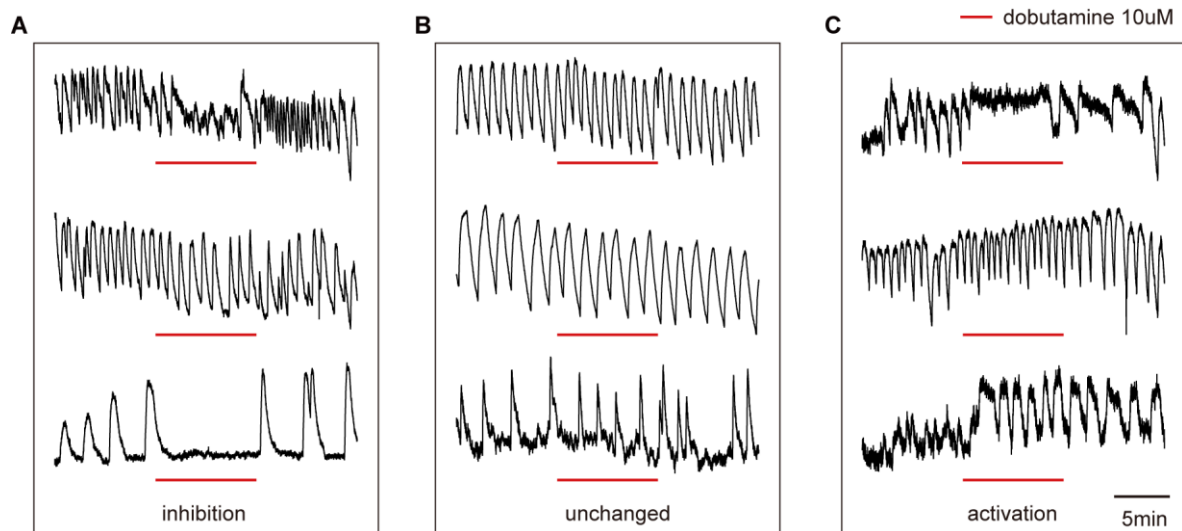 A
B
C
dobutamine 10uM
inhibition
unchanged
activation
5min